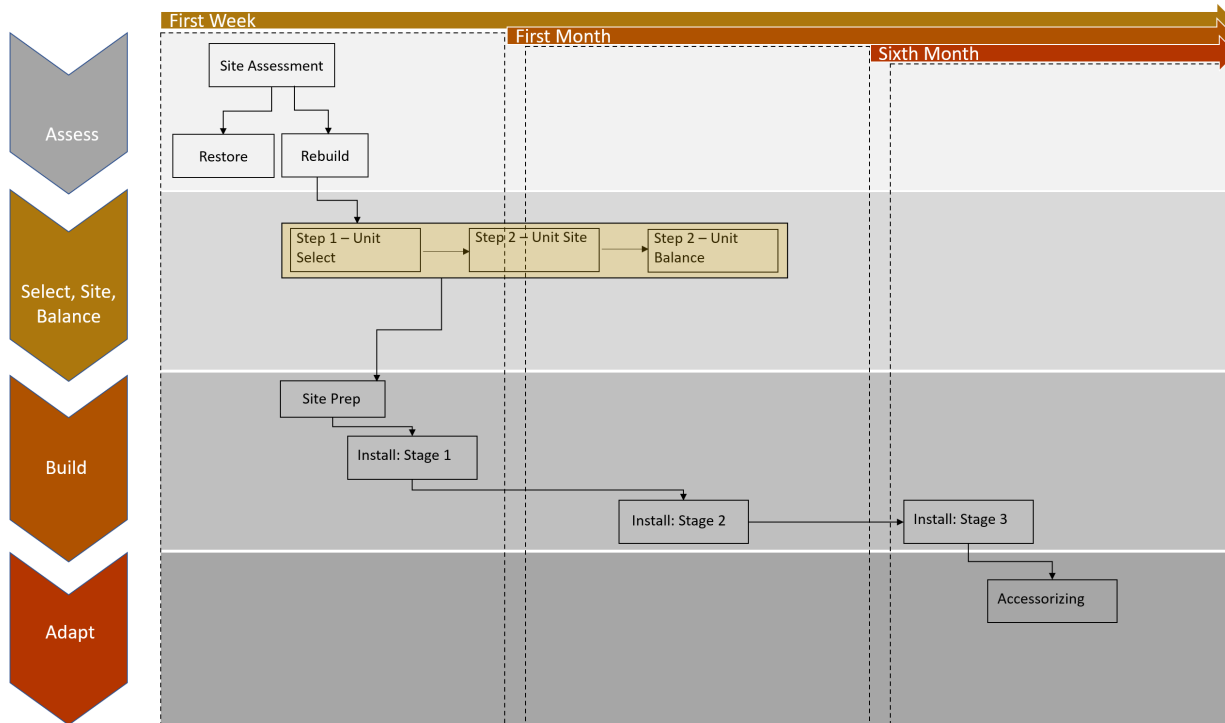 First Week
First Month
Sixth Month
Assess
Site Assessment
Restore
Rebuild
Select, Site,
Balance
Step 1 – Unit
Select
Step 2 – Unit Site
Step 2 – Unit
Balance
Build
Site Prep
Install: Stage 1
Install: Stage 2
Install: Stage 3
Adapt
Accessorizing